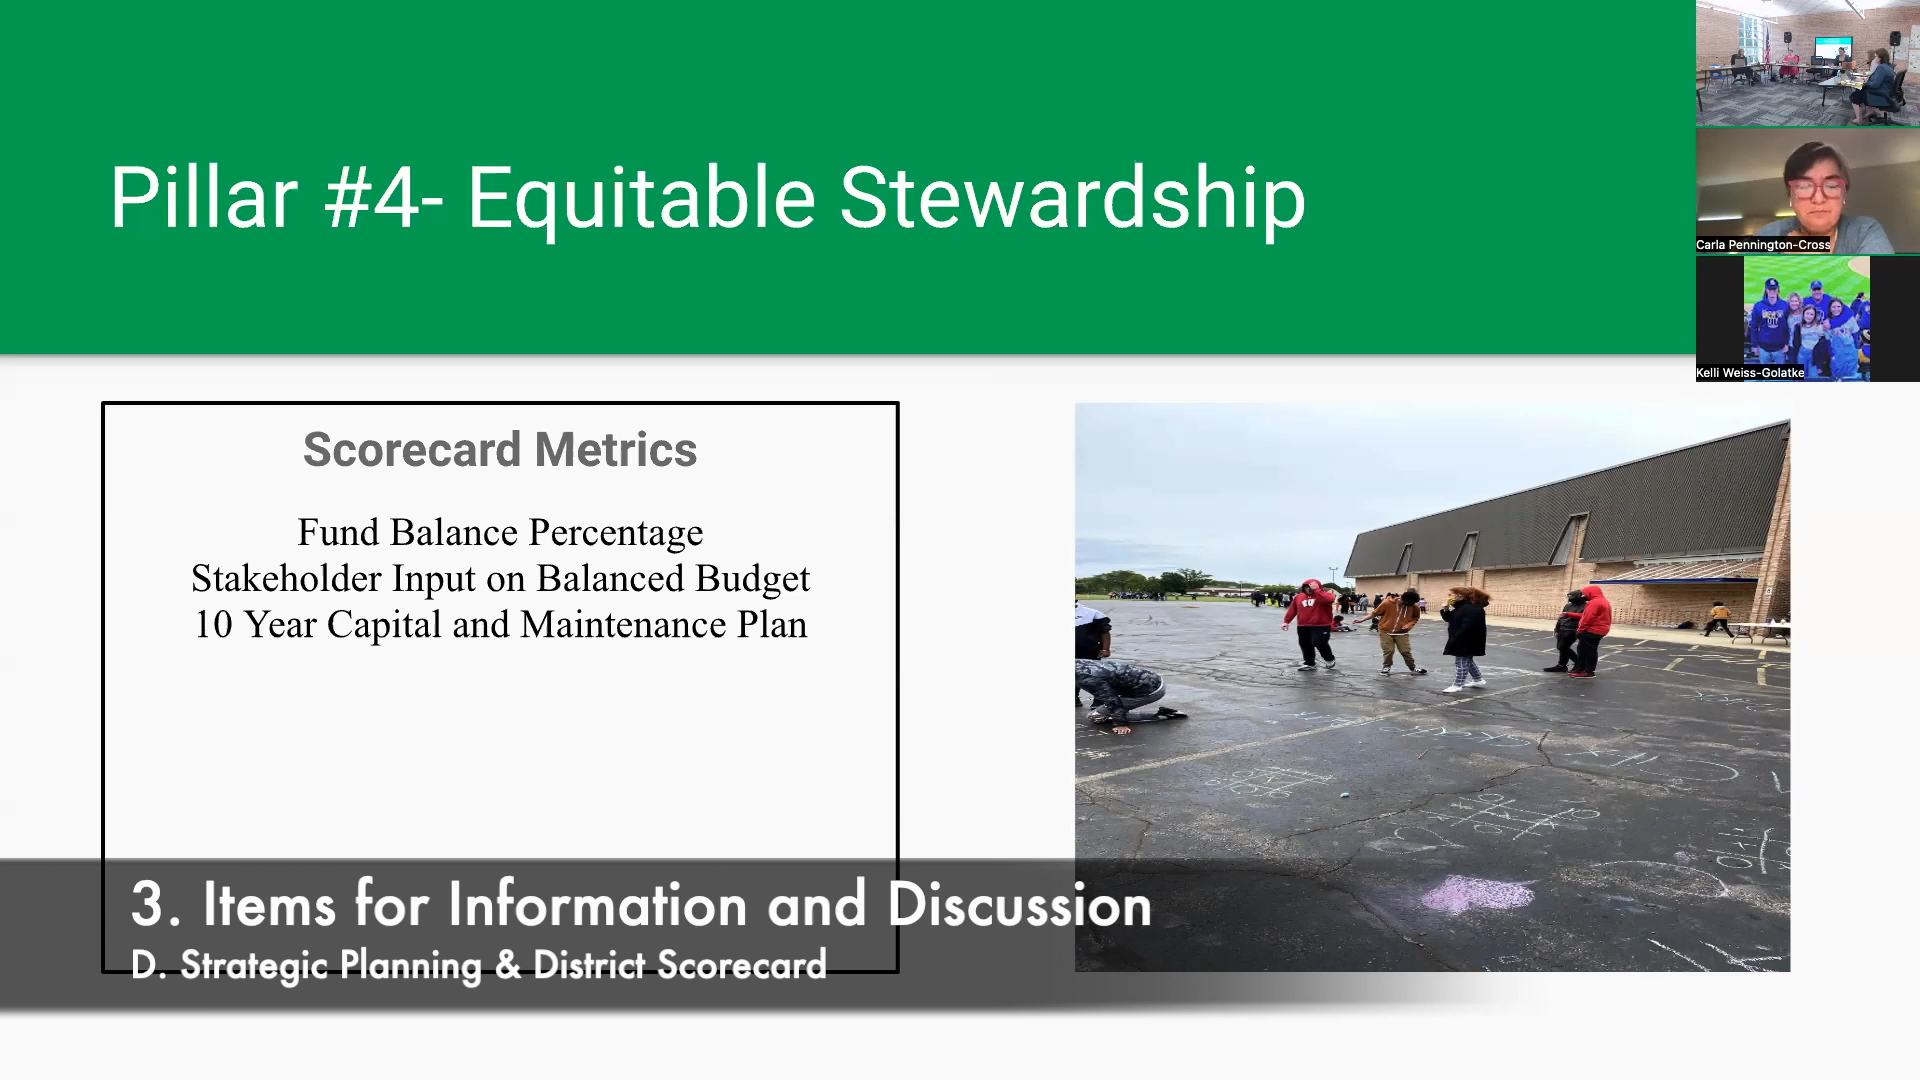 Pillar #4- Equitable Stewardship
Carla Pennington-Cross
Kelli Weiss-Golatke
Scorecard Metrics
Fund Balance Percentage
Stakeholder Input on Balanced Budget
10 Year Capital and Maintenance Plan
3. Items for Information and Discussion
D. Strategic Planning & District Scorecard